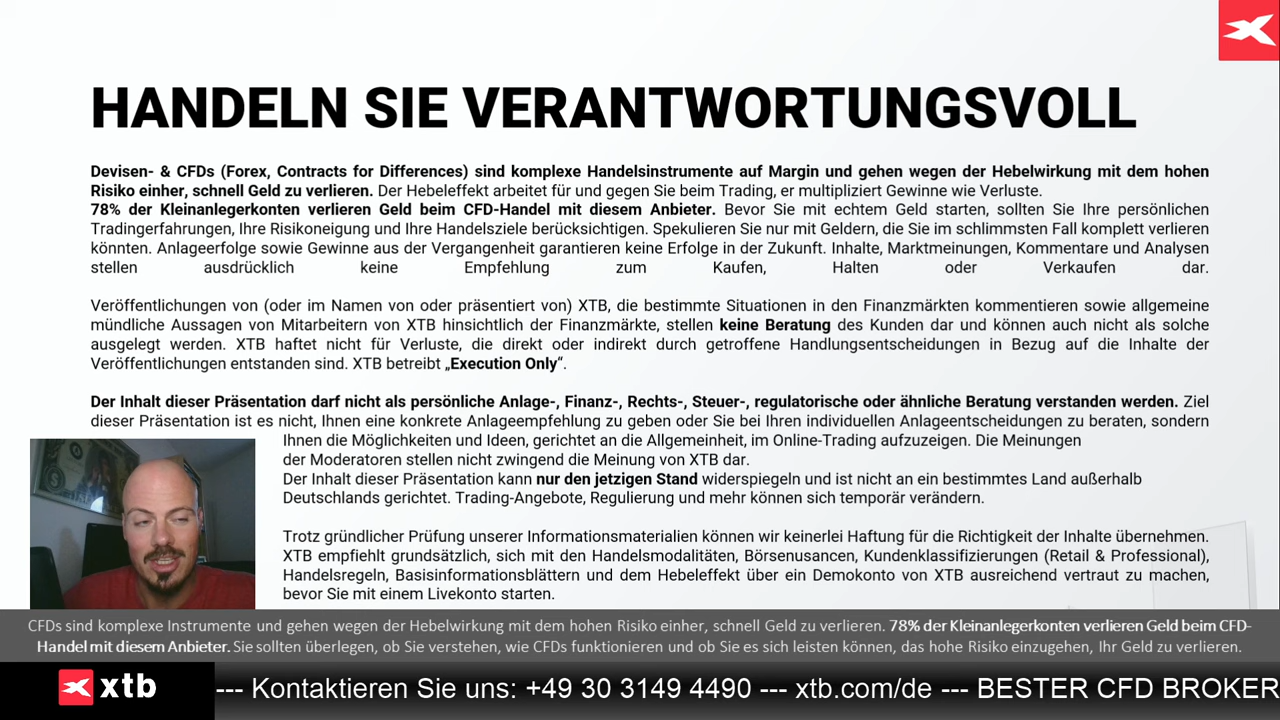 HANDELN SIE VERANTWORTUNGSVOLL
Devisen- & CFDs (Forex, Contracts for Differences) sind komplexe Handelsinstrumente auf Margin und gehen wegen der Hebelwirkung mit dem hohen
Risiko einher, schnell Geld zu verlieren. Der Hebeleffekt arbeitet für und gegen Sie beim Trading, er multipliziert Gewinne wie Verluste.
78% der Kleinanlegerkonten verlieren Geld beim CFD-Handel mit diesem Anbieter. Bevor Sie mit echtem Geld starten, sollten Sie Ihre persönlichen
Tradingerfahrungen, Ihre Risikoneigung und Ihre Handelsziele berücksichtigen. Spekulieren Sie nur mit Geldern, die Sie im schlimmsten Fall komplett verlieren
könnten. Anlageerfolge sowie Gewinne aus der Vergangenheit garantieren keine Erfolge in der Zukunft. Inhalte, Marktmeinungen, Kommentare und Analysen
stellen ausdrücklich keine Empfehlung zum Kaufen, Halten oder Verkaufen dar.
Veröffentlichungen von (oder im Namen von oder präsentiert von) XTB, die bestimmte Situationen in den Finanzmärkten kommentieren sowie allgemeine
mündliche Aussagen von Mitarbeitern von XTB hinsichtlich der Finanzmärkte, stellen keine Beratung des Kunden dar und können auch nicht als solche
ausgelegt werden. XTB haftet nicht für Verluste, die direkt oder indirekt durch getroffene Handlungsentscheidungen in Bezug auf die Inhalte der
Veröffentlichungen entstanden sind. XTB betreibt „Execution Only“.
Der Inhalt dieser Präsentation darf nicht als persönliche Anlage-, Finanz-, Rechts-, Steuer-, regulatorische oder ähnliche Beratung verstanden werden. Ziel
dieser Präsentation ist es nicht, Ihnen eine konkrete Anlageempfehlung zu geben oder Sie bei Ihren individuellen Anlageentscheidungen zu beraten, sondern
Ihnen die Möglichkeiten und Ideen, gerichtet an die Allgemeinheit, im Online-Trading aufzuzeigen. Die Meinungen
der Moderatoren stellen nicht zwingend die Meinung von XTB dar.
Der Inhalt dieser Präsentation kann nur den jetzigen Stand widerspiegeln und ist nicht an ein bestimmtes Land außerhalb
Deutschlands gerichtet. Trading-Angebote, Regulierung und mehr können sich temporär verändern.
Trotz gründlicher Prüfung unserer Informationsmaterialien können wir keinerlei Haftung für die Richtigkeit der Inhalte übernehmen.
XTB empfiehlt grundsätzlich, sich mit den Handelsmodalitäten, Börsenusancen, Kundenklassifizierungen (Retail & Professional),
Handelsregeln, Basisinformationsblättern und dem Hebeleffekt über ein Demokonto von XTB ausreichend vertraut zu machen,
bevor Sie mit einem Livekonto starten.
CFDs sind komplexe Instrumente und gehen wegen der Hebelwirkung mit dem hohen Risiko einher, schnell Geld zu verlieren. 78% der Kleinanlegerkonten verlieren Geld beim CFD-
Handel mit diesem Anbieter. Sie sollten überlegen, ob Sie verstehen, wie CFDs funktionieren und ob Sie es sich leisten können, das hohe Risiko einzugehen, Ihr Geld zu verlieren.
xtb --- Kontaktieren Sie uns: +49 30 3149 4490 --- xtb.com/de --- BESTER CFD BROKER